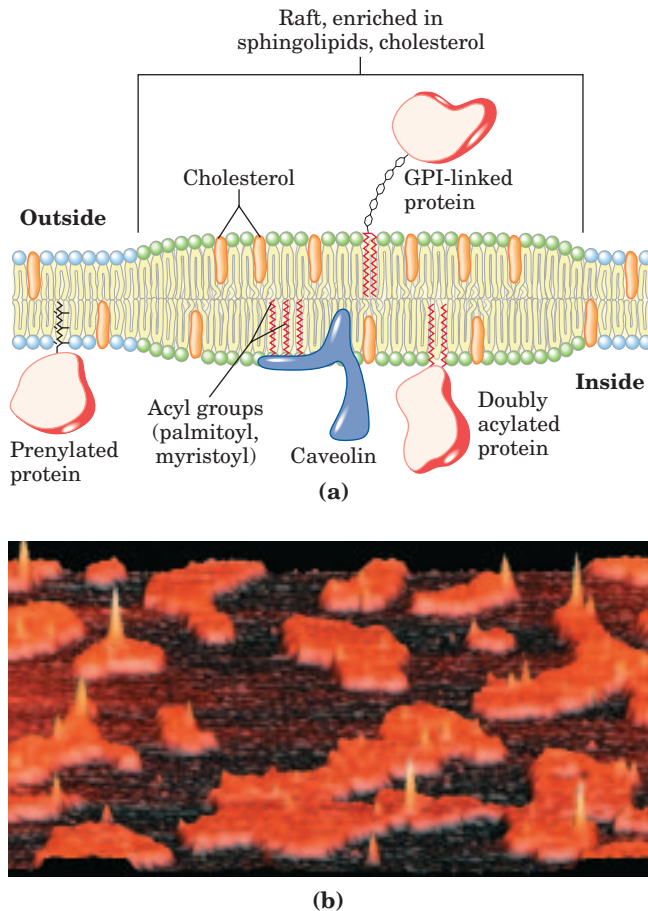 Raft, enriched in
sphingolipids, cholesterol
Cholesterol
GPI-linked
protein
Outside
Inside
Prenylated
protein
Acyl groups
(palmitoyl,
myristoyl)
Caveolin
Doubly
acylated
protein
(a)
(b)